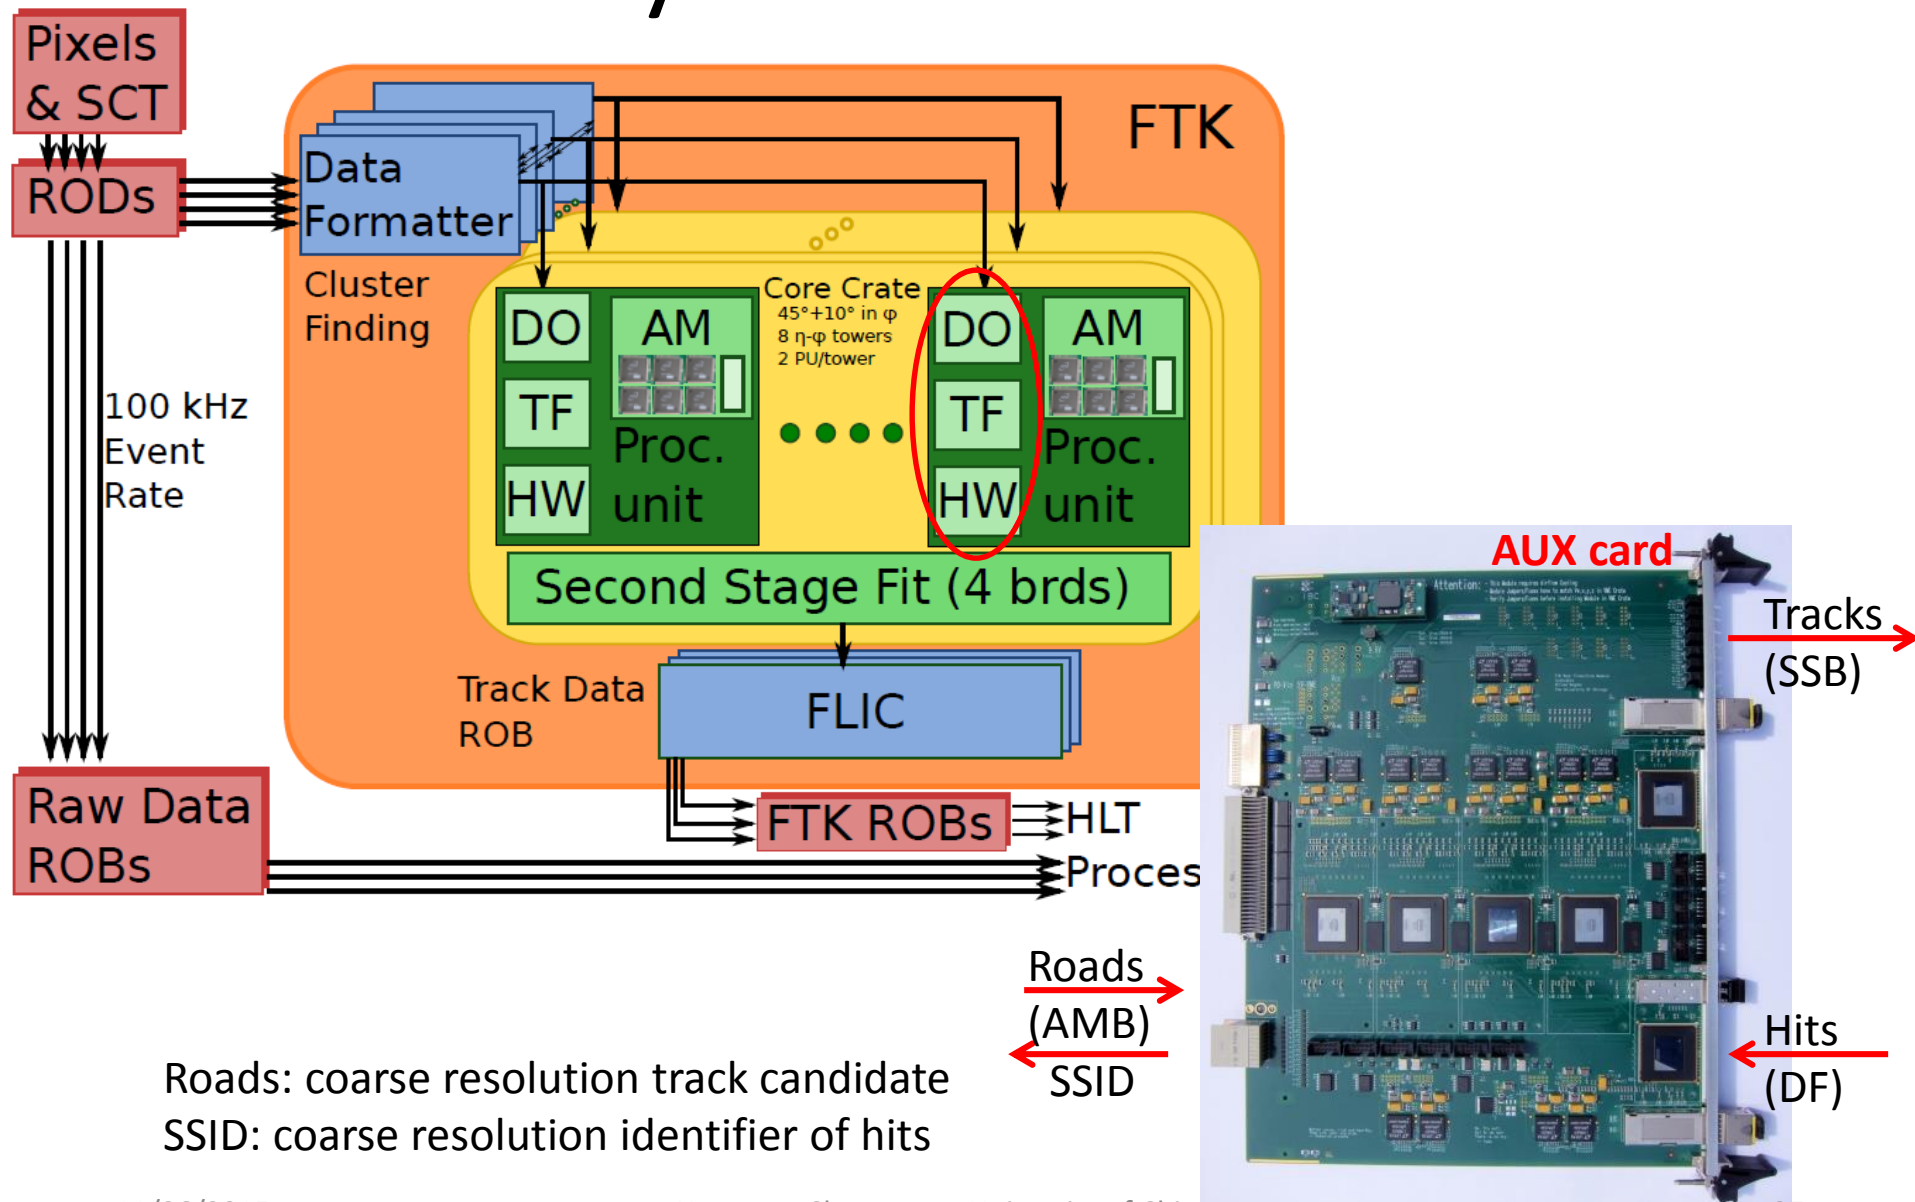 Pixels
& SCT
RODs
Data
Formatter
Cluster
Finding
FTK
Core Crate
45°+10° in φ
8 η-φ towers
2 PU/tower
DO
TF
HW
AM
Proc.
unit
DO
TF
HW
AM
Proc.
unit
100 kHz
Event
Rate
Second Stage Fit (4 brds)
Track Data
ROB
FLIC
Raw Data
ROBs
FTK ROBs
HLT
Proces
AUX card
Attention:
Tracks
(SSB)
Roads
(AMB)
SSID
Hits
(DF)
Roads: coarse resolution track candidate
SSID: coarse resolution identifier of hits